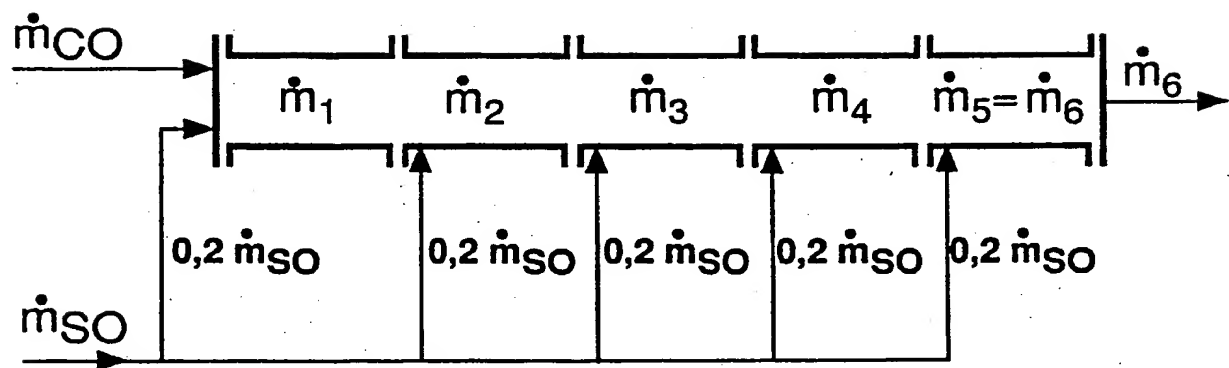 ṁCO
ṁ1 ṁ2 ṁ3 ṁ4 ṁ5= ṁ6
ṁ6
0,2 ṁSO 0,2 ṁSO 0,2 ṁSO 0,2 ṁSO 0,2 ṁSO
ṁSO